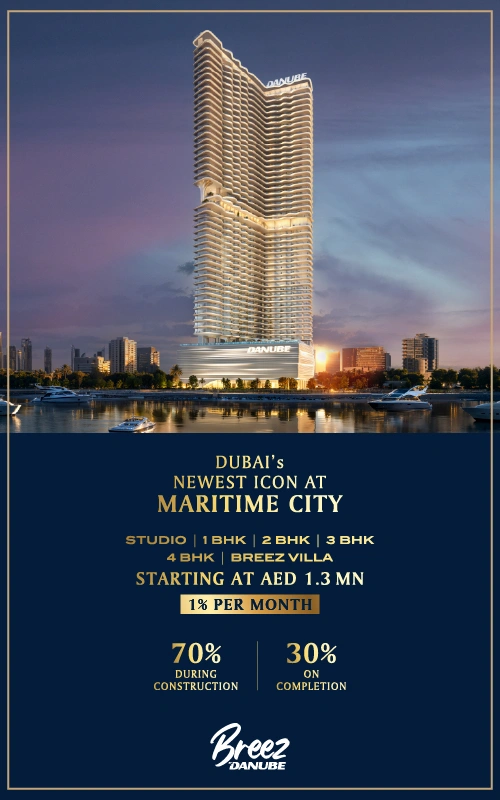 DANUBE
DANUBE
DUBAI's
NEWEST ICON AT
MARITIME CITY
STUDIO | 1 BHK | 2 BHK | 3 BHK
4 BHK | BREEZ VILLA
STARTING AT AED 1.3 MN
1% PER MONTH
70%
DURING
CONSTRUCTION
30%
ON
COMPLETION
Breez
DANUBE